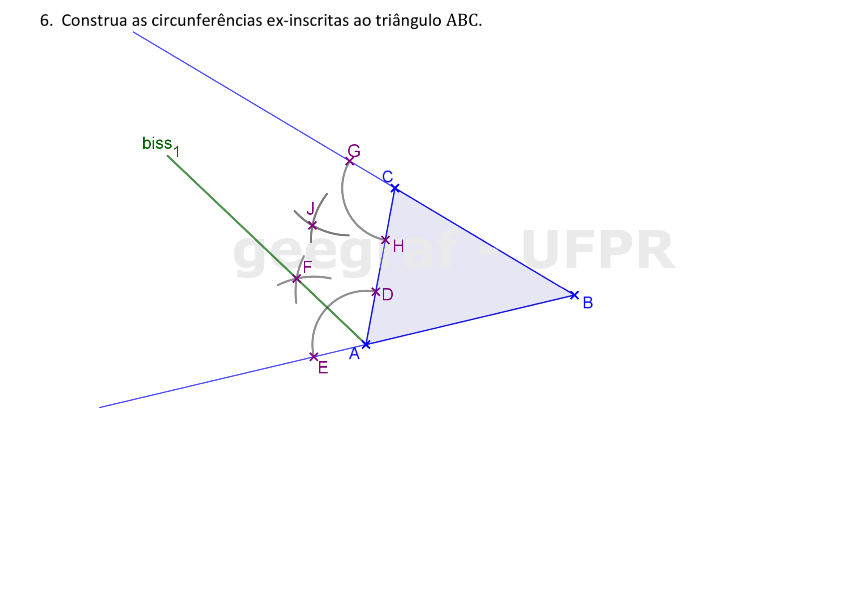 6. Construa as circunferências ex-inscritas ao triângulo ABC.
biss1
G
C
J
geegraf - UFPR
H
F
D
B
A
E